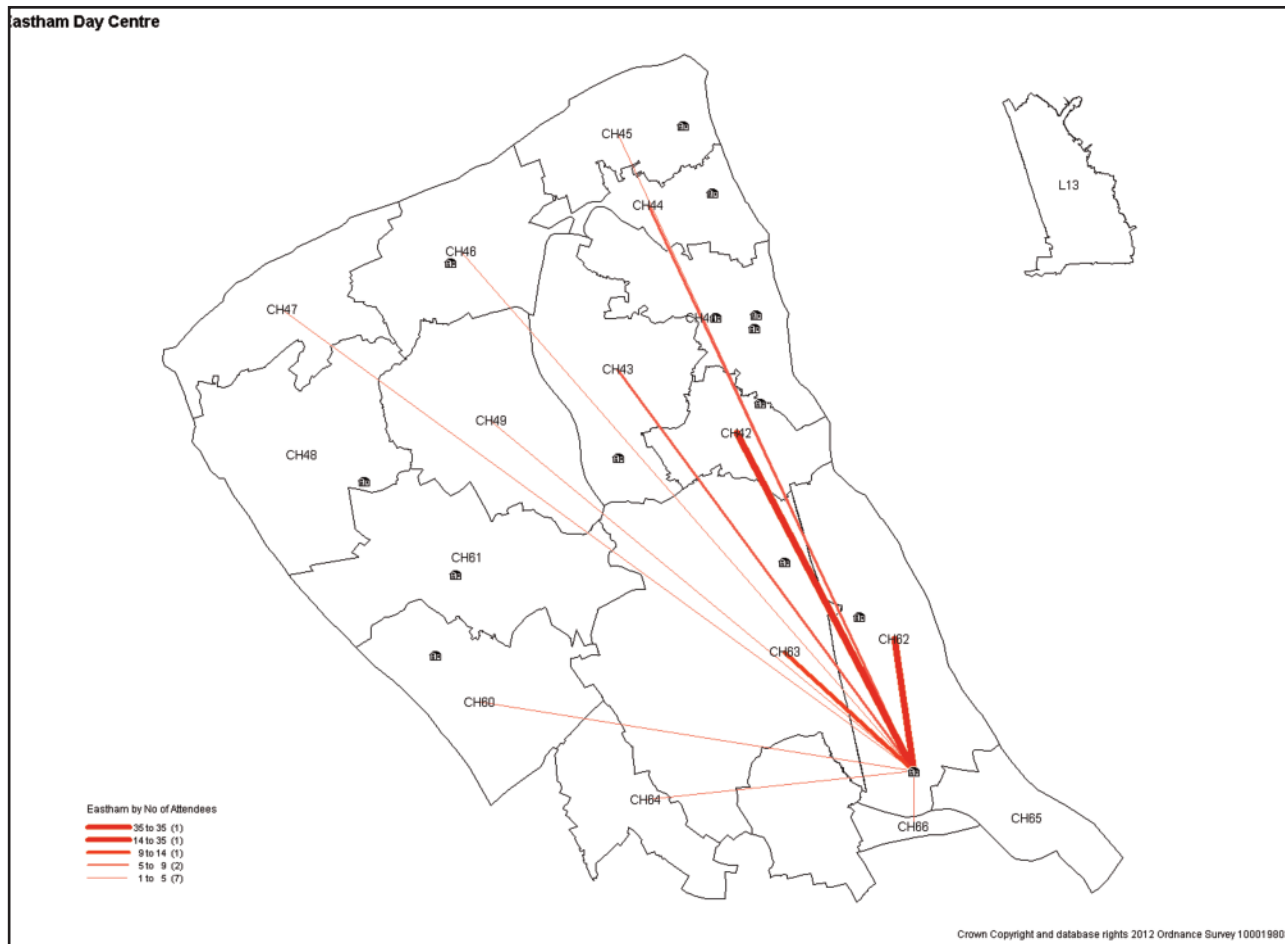 Eastham Day Centre
CH45
L13
CH44
CH46
CH47
CH43
CH49
CH42
CH48
CH61
CH62
CH63
CH60
CH64
CH66
CH65
Eastham by No of Attendees
35 to 35 (1)
14 to 35 (1)
9 to 14 (1)
5 to 9 (2)
1 to 5 (7)
Crown Copyright and database rights 2012 Ordnance Survey 10001980